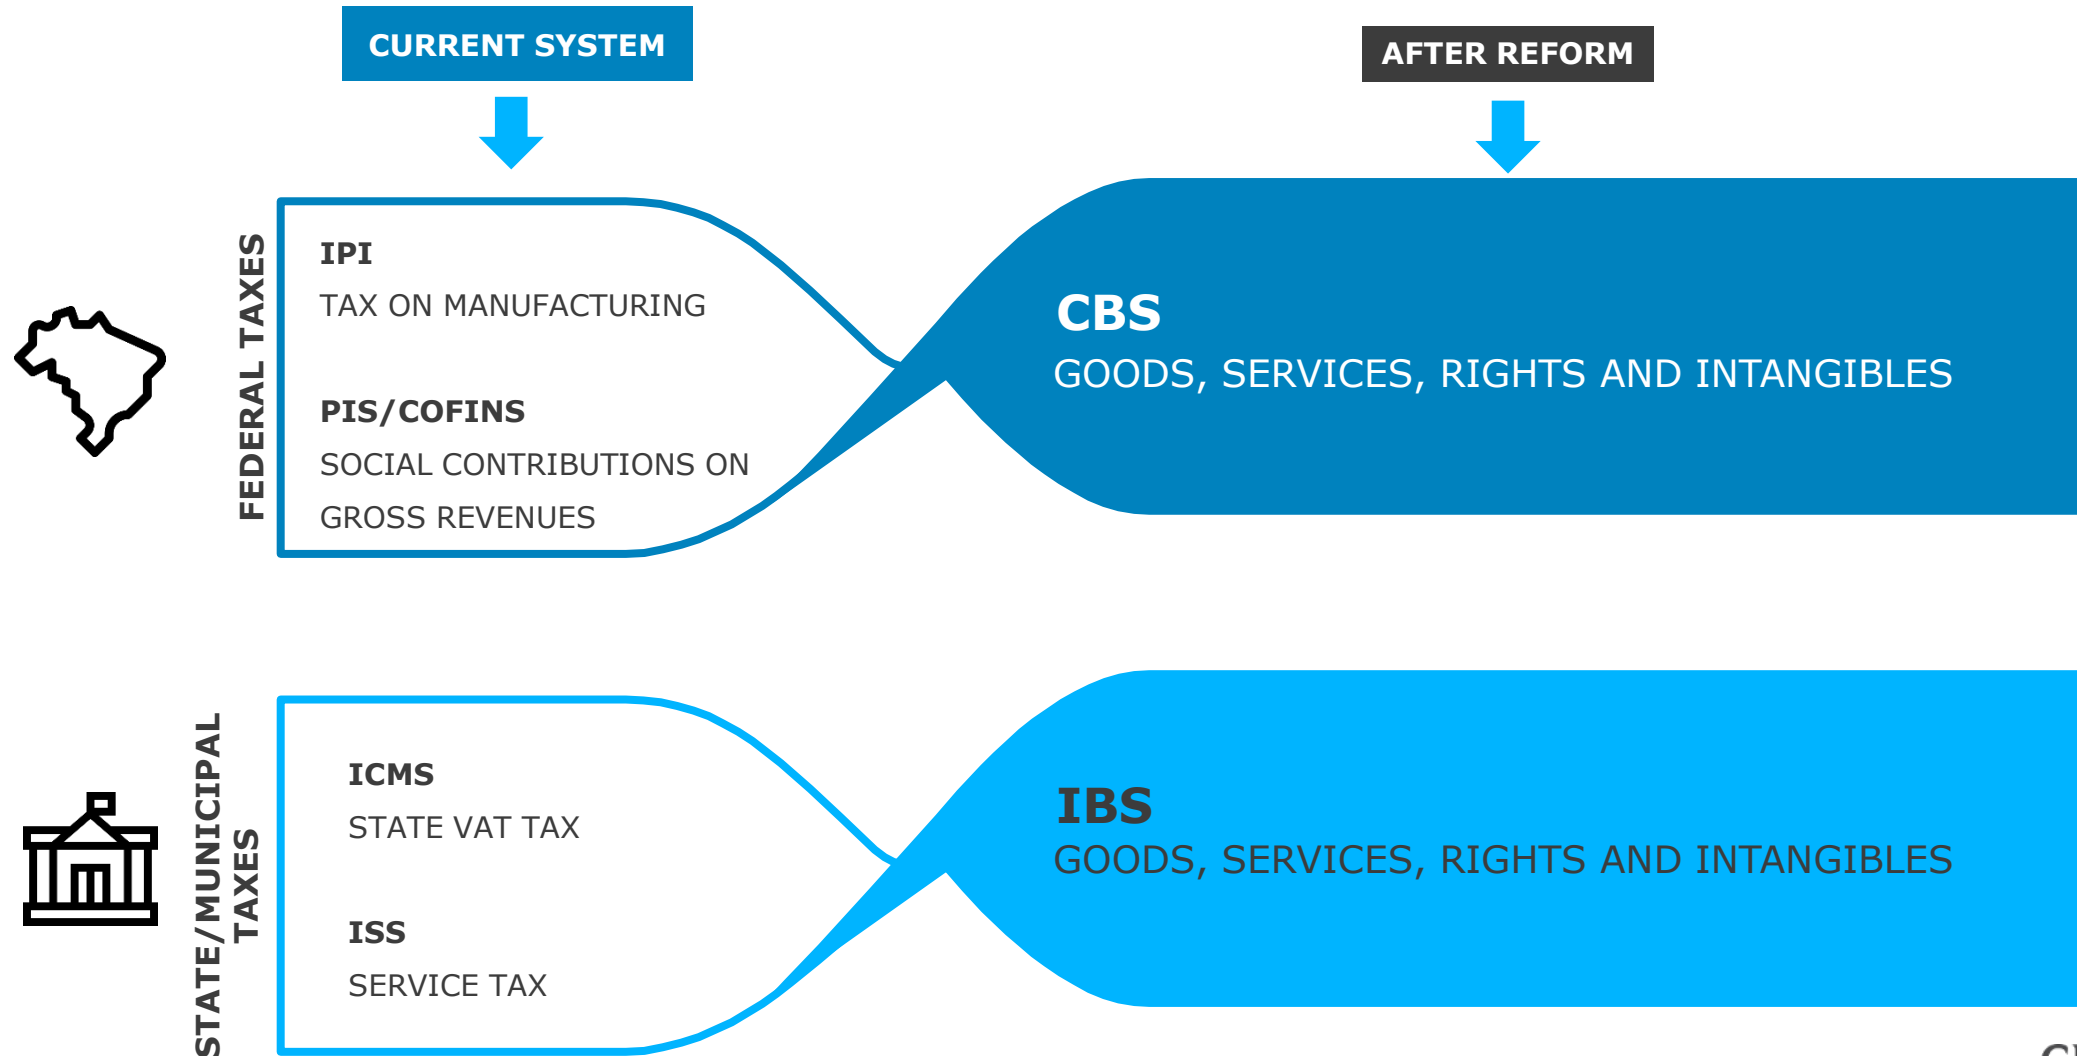 CURRENT SYSTEM
AFTER REFORM
FEDERAL TAXES
IPI
TAX ON MANUFACTURING
PIS/COFINS
SOCIAL CONTRIBUTIONS ON
GROSS REVENUES
CBS
GOODS, SERVICES, RIGHTS AND INTANGIBLES
STATE/MUNICIPAL
TAXES
ICMS
STATE VAT TAX
ISS
SERVICE TAX
IBS
GOODS, SERVICES, RIGHTS AND INTANGIBLES